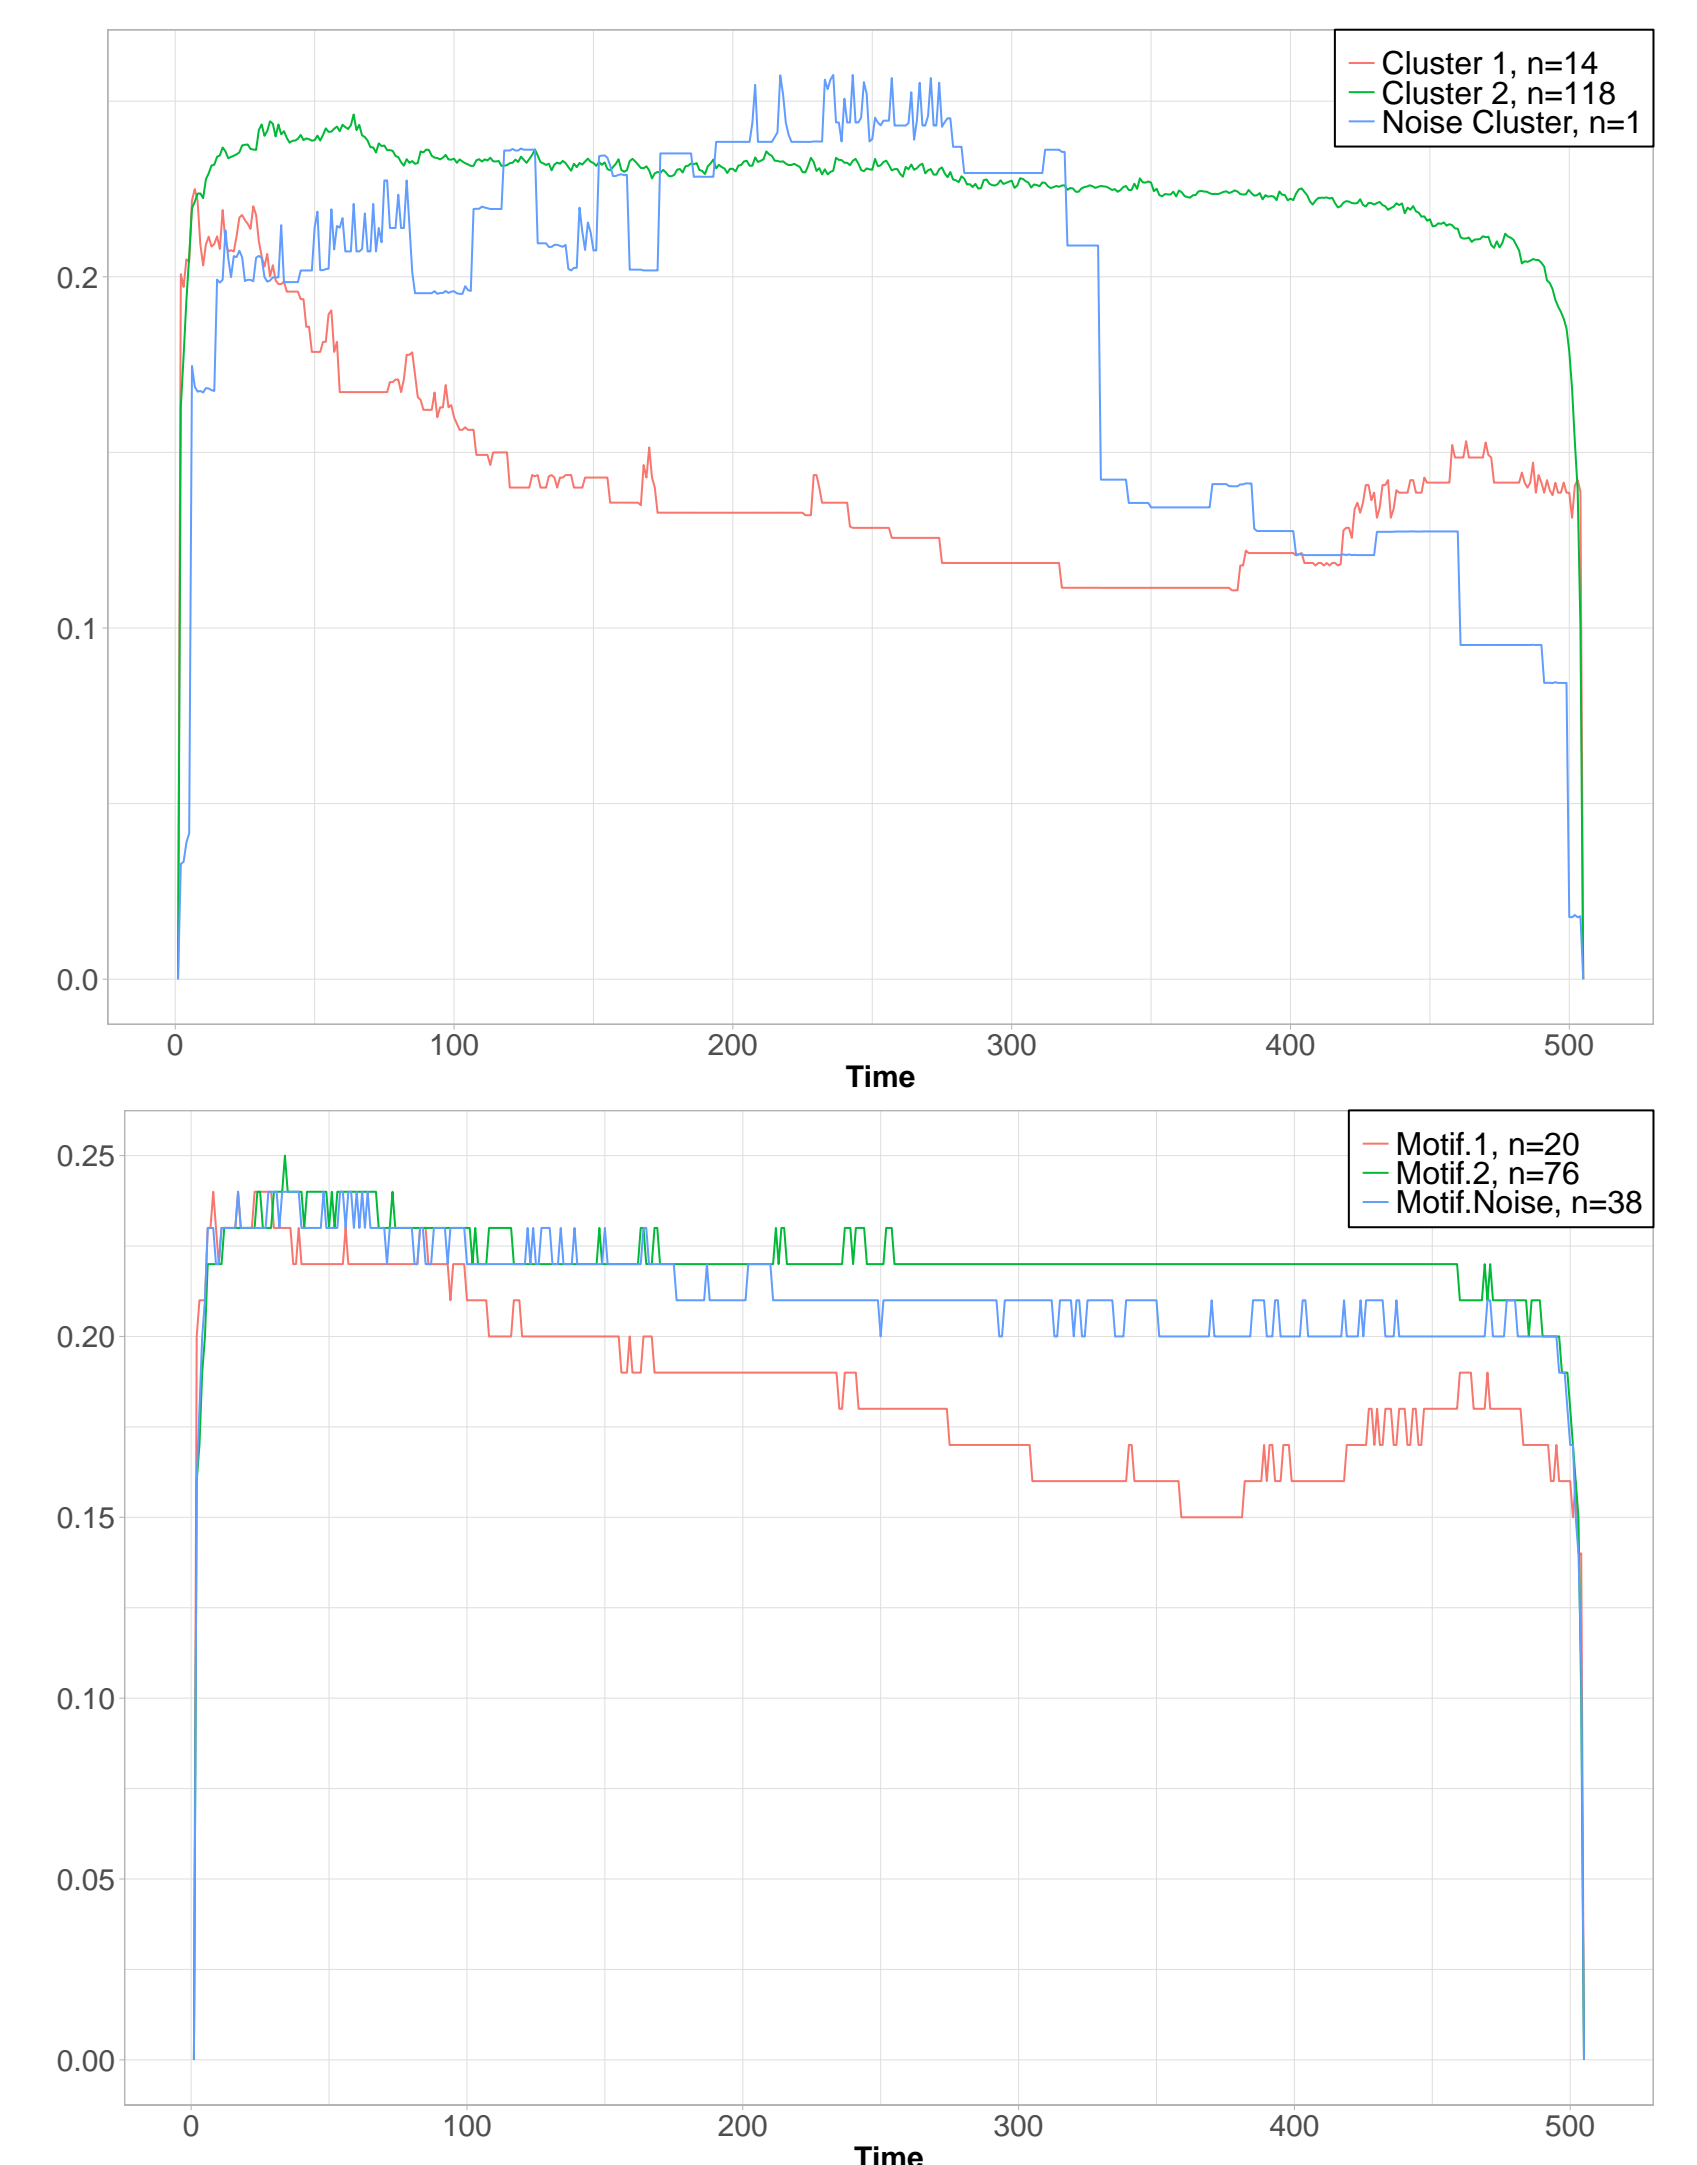 Cluster 1, n=14
Cluster 2, n=118
Noise Cluster, n=1
0.2
0.1
0.0
0 100 200 300 400 500
Time
Motif.1, n=20
Motif.2, n=76
Motif.Noise, n=38
0.25
0.20
0.15
0.10
0.05
0.00
0 100 200 300 400 500
Time